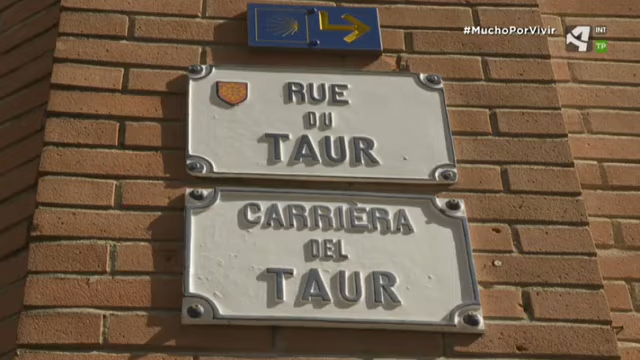 #MuchoPorVivir
INT
TP
RUE
DU
TAUR
CARRIÈRA
DEL
TAUR